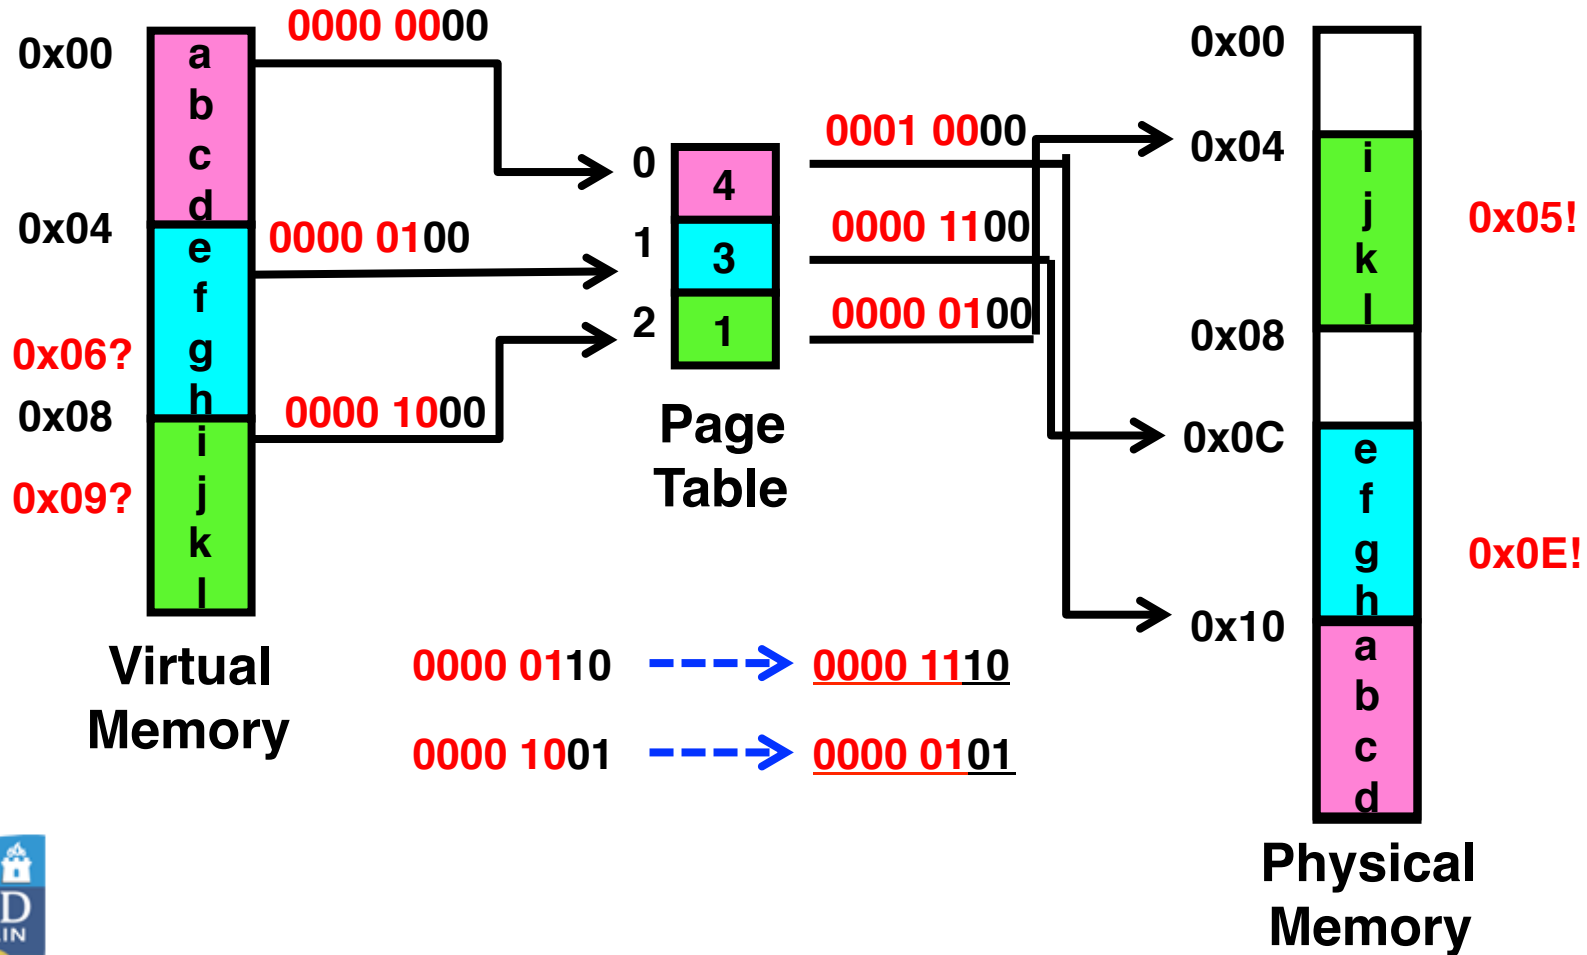 0x00
a
b
c
d
0x04
e
f
0x06?
g
h
0x08
i
0x09?
j
k
l
Virtual
Memory
0000 0000
0000 0100
0000 1000
0
4
1
3
2
1
Page
Table
0001 0000
0000 1100
0000 0100
0x00
0x04
i
j
0x05!
k
l
0x08
0x0C
e
f
g
0x0E!
h
0x10
a
b
c
d
Physical
Memory
0000 0110
0000 1110
0000 1001
0000 0101
D
IN